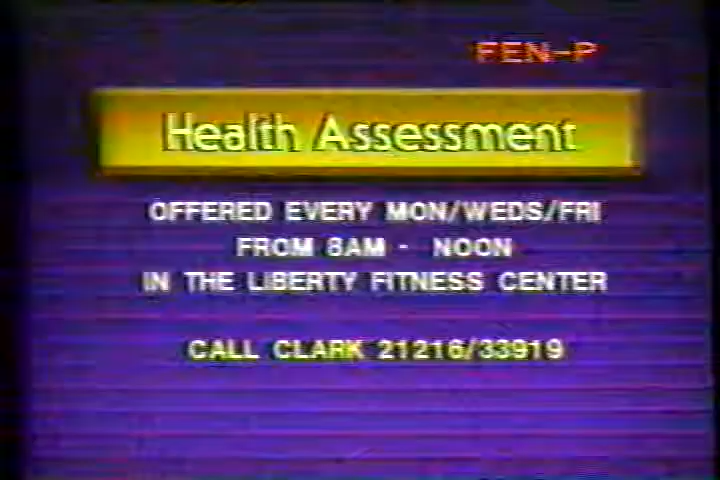 FEN-P
Health Assessment
OFFERED EVERY MON/WEDS/FRI
FROM 8AM - NOON
IN THE LIBERTY FITNESS CENTER
CALL CLARK 21216/33919